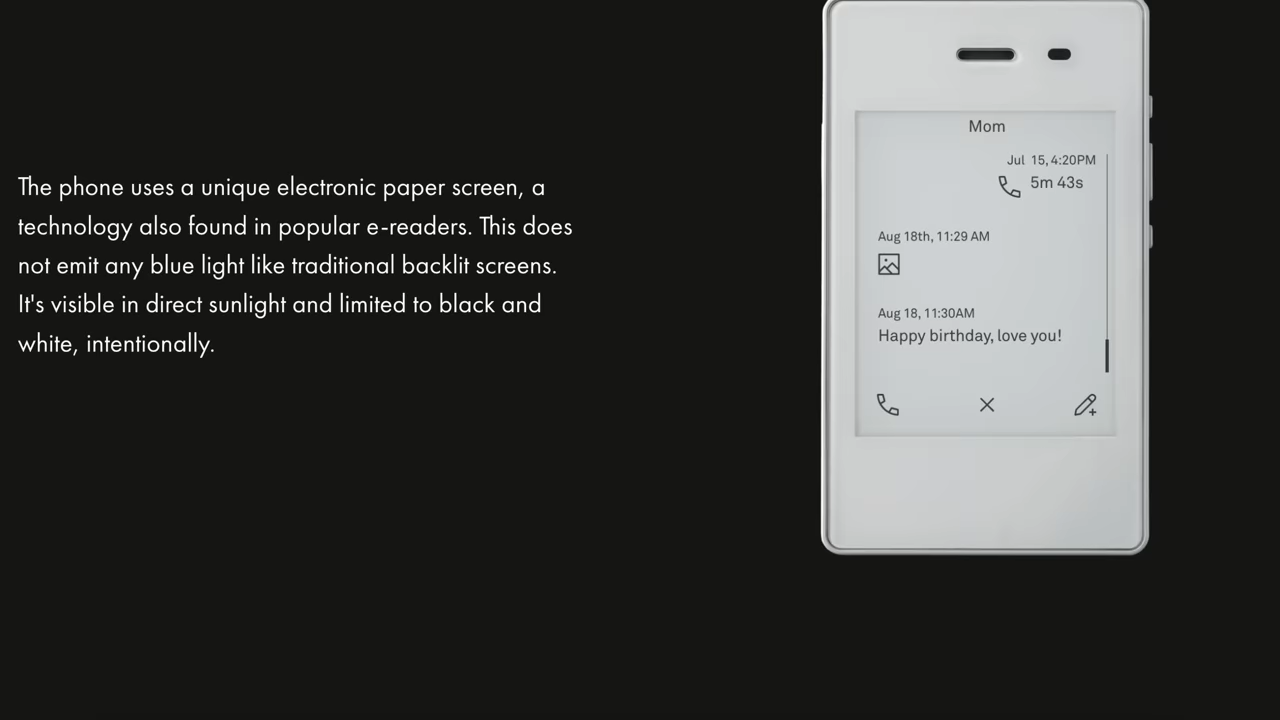 The phone uses a unique electronic paper screen, a
technology also found in popular e-readers. This does
not emit any blue light like traditional backlit screens.
It's visible in direct sunlight and limited to black and
white, intentionally.
Mom
Jul 15, 4:20PM
5m 43s
Aug 18th, 11:29 AM
Aug 18, 11:30AM
Happy birthday, love you!